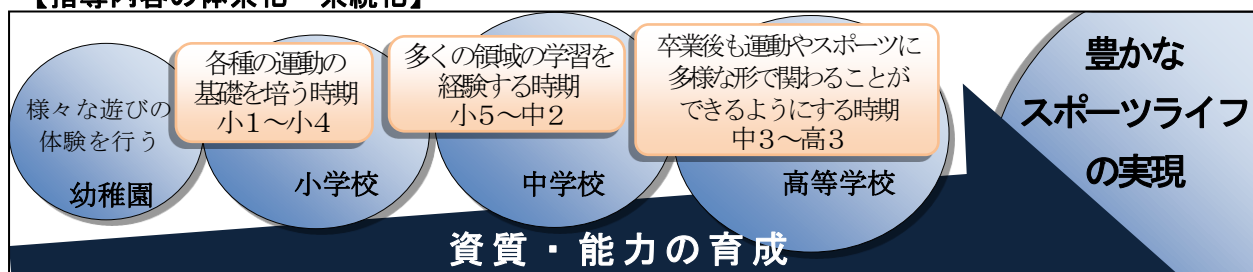 【指導内容の体系化・系統化】
様々な遊びの
体験を行う
幼稚園
各種の運動の
基礎を培う時期
小1～小4
小学校
多くの領域の学習を
経験する時期
小5～中2
中学校
卒業後も運動やスポーツに
多様な形で関わることが
できるようにする時期
中3～高3
高等学校
豊かな
スポーツライフ
の実現
資質・能力の育成